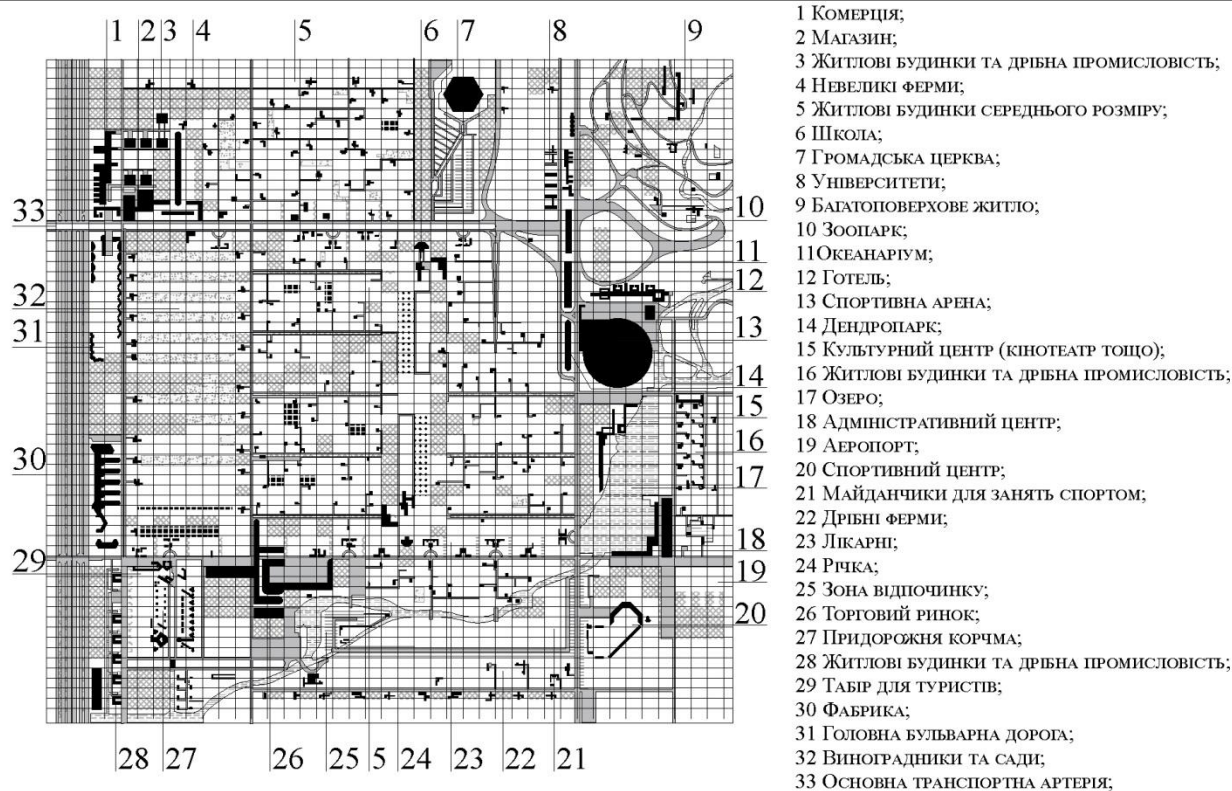 1 2 3 4 5 6 7 8 9
33
32
31
30
29
10
11
12
13
14
15
16
17
18
19
20
28 27 26 25 5 24 23 22 21
1 Комерція;
2 Магазин;
3 Житлові будинки та дрібна промисловість;
4 Невеликі ферми;
5 Житлові будинки середнього розміру;
6 Школа;
7 Громадська церква;
8 Університети;
9 Багатоповерхове житло;
10 Зоопарк;
11Океанаріум;
12 Готель;
13 Спортивна арена;
14 Дендропарк;
15 Культурний центр (кінотеатр тощо);
16 Житлові будинки та дрібна промисловість;
17 Озеро;
18 Адміністративний центр;
19 Аеропорт;
20 Спортивний центр;
21 Майданчики для занять спортом;
22 Дрібні ферми;
23 Лікарні;
24 Річка;
25 Зона відпочинку;
26 Торговий ринок;
27 Придорожня корчма;
28 Житлові будинки та дрібна промисловість;
29 Табір для туристів;
30 Фабрика;
31 Головна бульварна дорога;
32 Виноградники та сади;
33 Основна транспортна артерія;